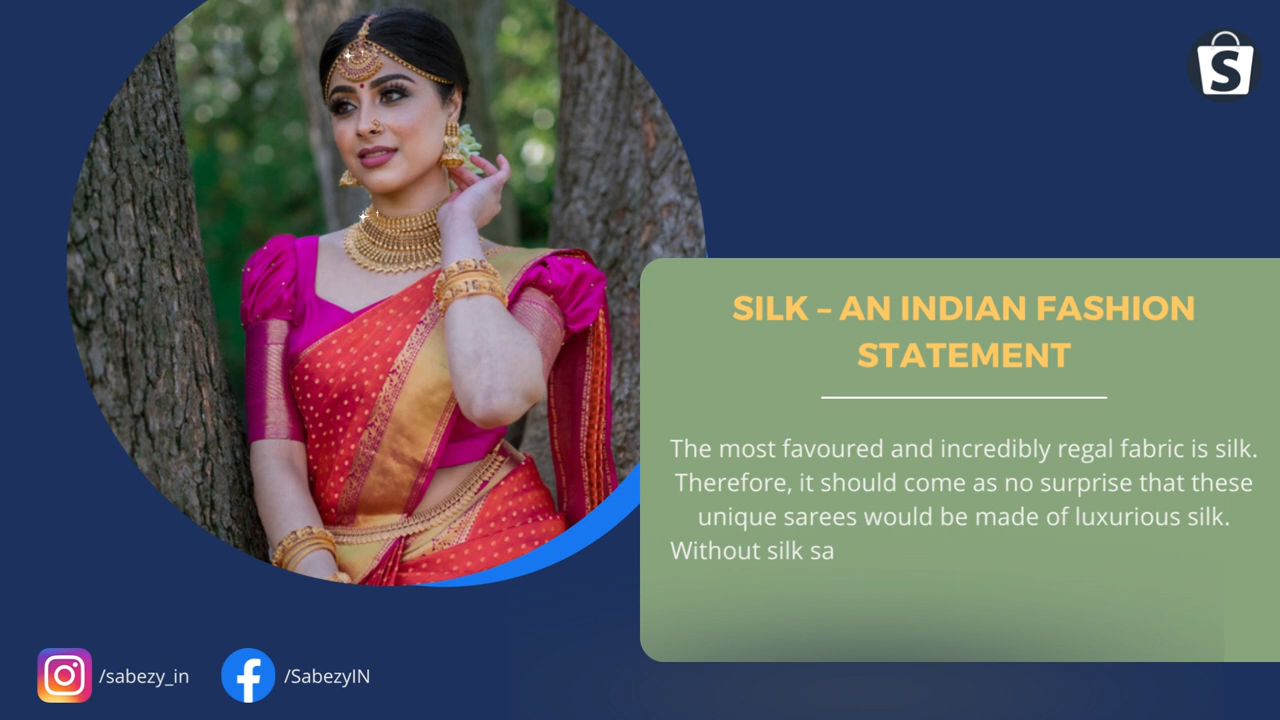 S
SILK – AN INDIAN FASHION
STATEMENT
The most favoured and incredibly regal fabric is silk.
Therefore, it should come as no surprise that these
unique sarees would be made of luxurious silk.
Without silk sa
/sabezy_in
/SabezyIN